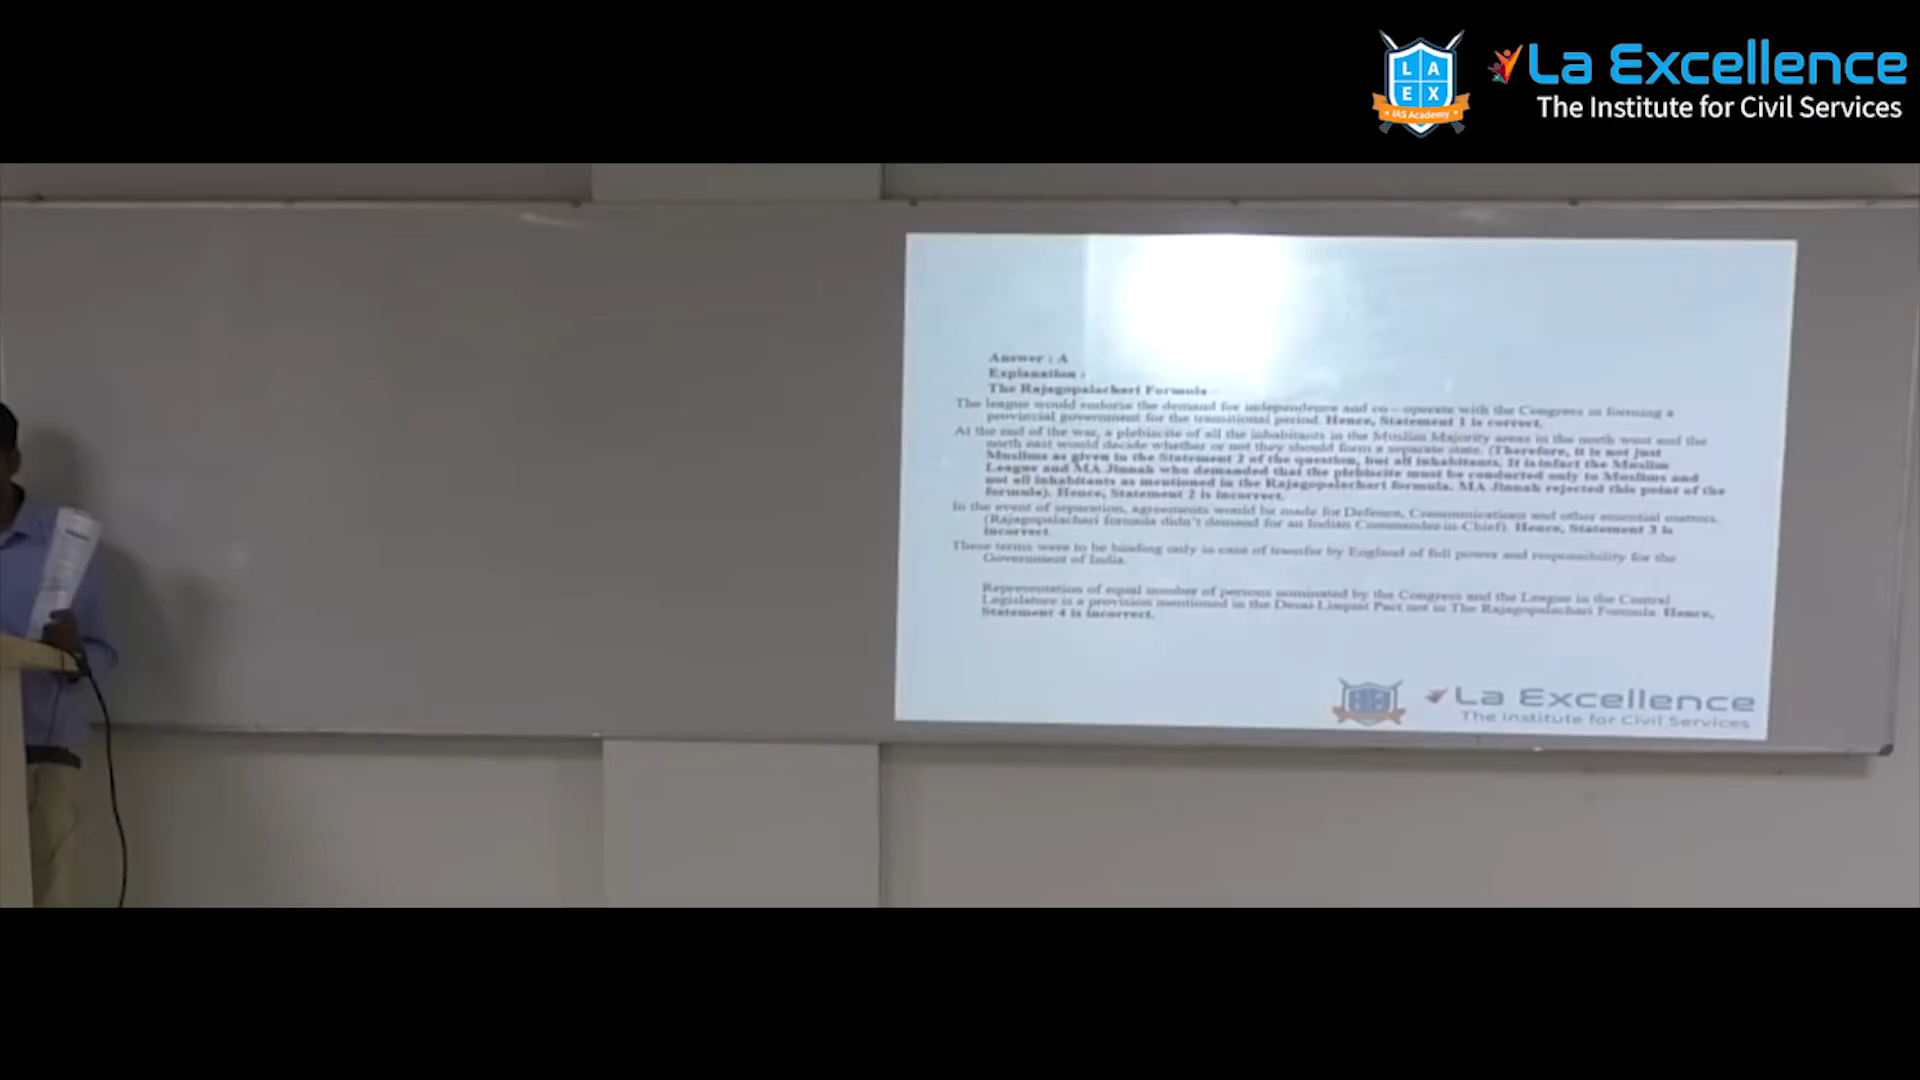 LA
EX
IAS Academy
La Excellence
The Institute for Civil Services
Answer : A
Explanation :
The Rajagopalachari Formula
The league would endorse the demand for independence and co – operate with the Congress in forming a
provincial government for the transitional period. Hence, Statement 1 is correct.
At the end of the war, a plebiscite of all the inhabitants in the Muslim Majority areas in the north west and the
north east would decide whether or not they should form a separate state. (Therefore, it is not just
Muslims as given in the Statement 2 of the question, but all inhabitants. It is infact the Muslim
League and MA Jinnah who demanded that the plebiscite must be conducted only to Muslims and
not all inhabitants as mentioned in the Rajagopalachari formula. MA Jinnah rejected this point of the
formula). Hence, Statement 2 is incorrect.
In the event of separation, agreements would be made for Defence, Communications and other essential matters.
(Rajagopalachari formula didn't demand for an Indian Commander-in-Chief). Hence, Statement 3 is
incorrect.
These terms were to be binding only in case of transfer by England of full power and responsibility for the
Government of India.
Representation of equal number of persons nominated by the Congress and the League in the Central
Legislature is a provision mentioned in the Desai-Liaquat Pact not in The Rajagopalachari Formula. Hence,
Statement 4 is incorrect.
La Excellence
The Institute for Civil Services